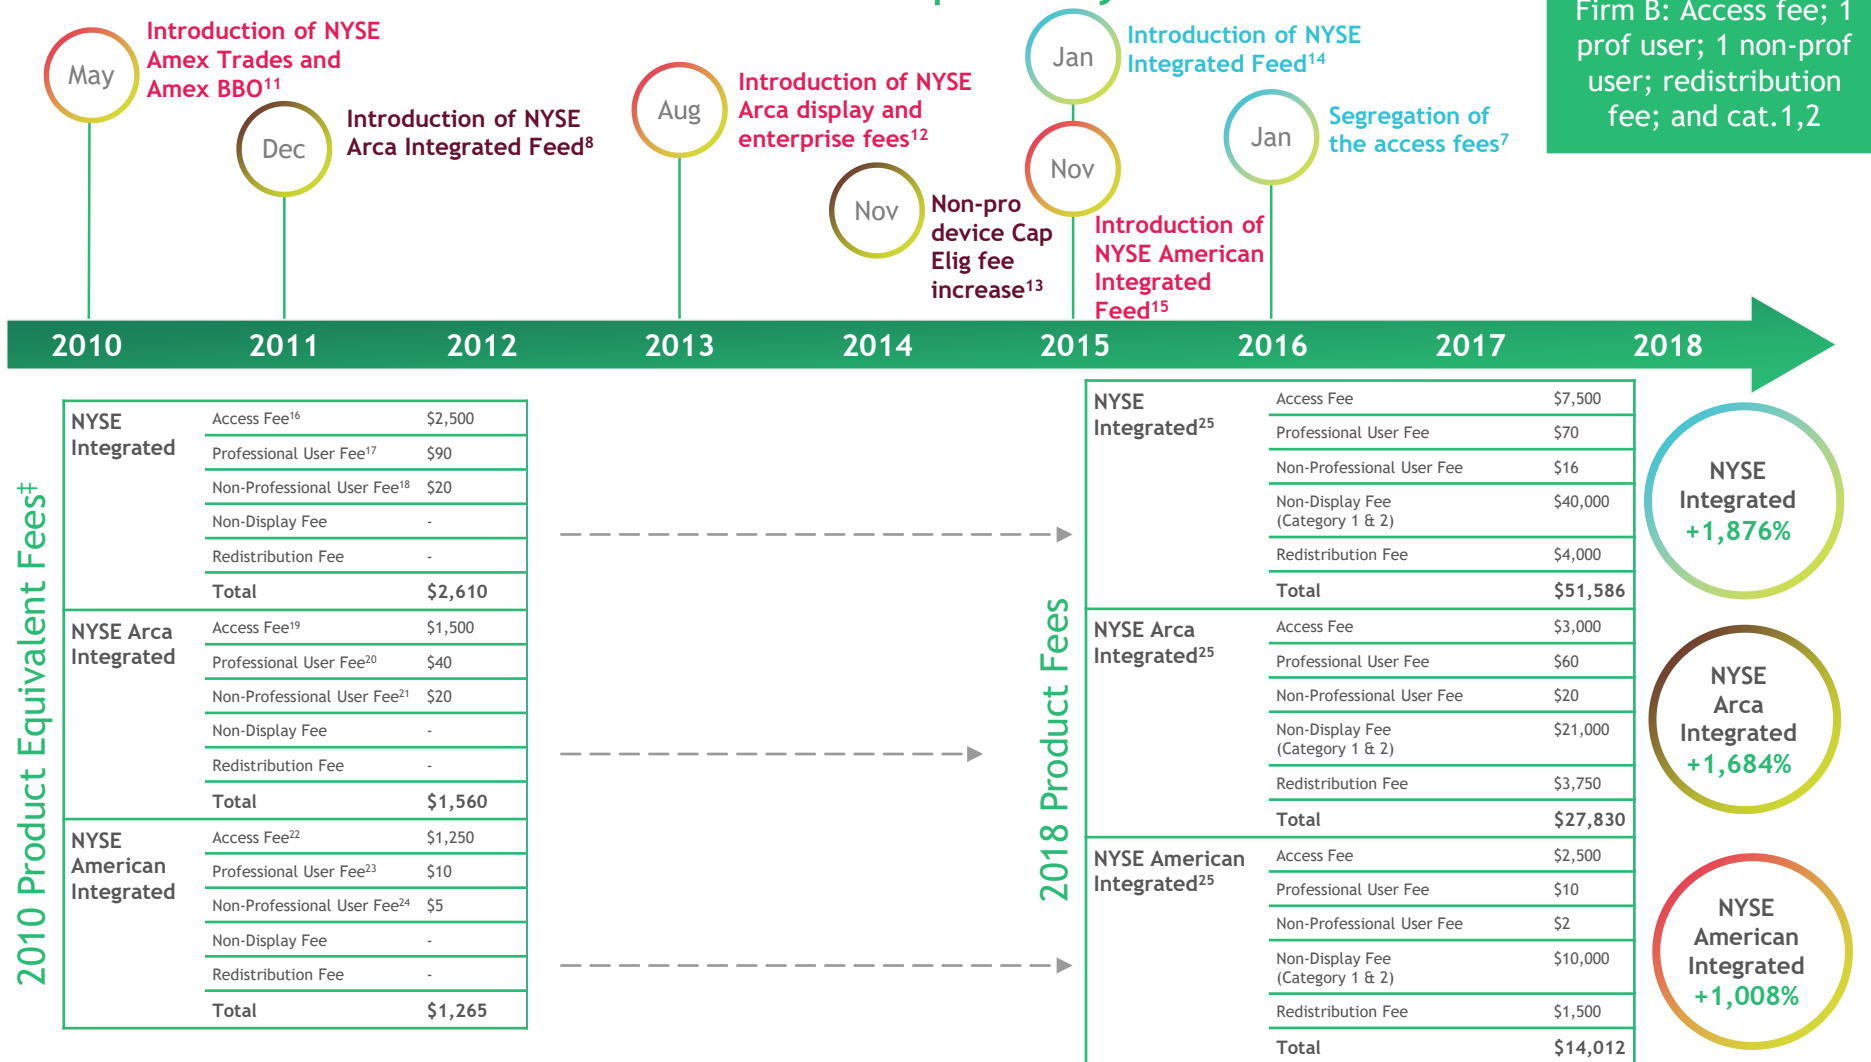 Firm B: Access fee; 1
prof user; 1 non-prof
user; redistribution
fee; and cat.1,2
May
Introduction of NYSE
Amex Trades and
Amex BBO11
Dec
Introduction of NYSE
Arca Integrated Feed8
Aug
Introduction of NYSE
Arca display and
enterprise fees12
Nov
Non-pro
device Cap
Elig fee
increase13
Jan
Introduction of NYSE
Integrated Feed14
Nov
Introduction of
NYSE American
Integrated
Feed15
Jan
Segregation of
the access fees7
2010 2011 2012 2013 2014 2015 2016 2017 2018
2010 Product Equivalent Fees‡
NYSE
Integrated
Access Fee16 $2,500
Professional User Fee17 $90
Non-Professional User Fee18 $20
Non-Display Fee -
Redistribution Fee -
Total $2,610
NYSE Arca
Integrated
Access Fee19 $1,500
Professional User Fee20 $40
Non-Professional User Fee21 $20
Non-Display Fee -
Redistribution Fee -
Total $1,560
NYSE
American
Integrated
Access Fee22 $1,250
Professional User Fee23 $10
Non-Professional User Fee24 $5
Non-Display Fee -
Redistribution Fee -
Total $1,265
2018 Product Fees
NYSE
Integrated25
Access Fee $7,500
Professional User Fee $70
Non-Professional User Fee $16
Non-Display Fee $40,000
(Category 1 & 2)
Redistribution Fee $4,000
Total $51,586
NYSE Arca
Integrated25
Access Fee $3,000
Professional User Fee $60
Non-Professional User Fee $20
Non-Display Fee $21,000
(Category 1 & 2)
Redistribution Fee $3,750
Total $27,830
NYSE American
Integrated25
Access Fee $2,500
Professional User Fee $10
Non-Professional User Fee $2
Non-Display Fee $10,000
(Category 1 & 2)
Redistribution Fee $1,500
Total $14,012
NYSE
Integrated
+1,876%
NYSE
Arca
Integrated
+1,684%
NYSE
American
Integrated
+1,008%